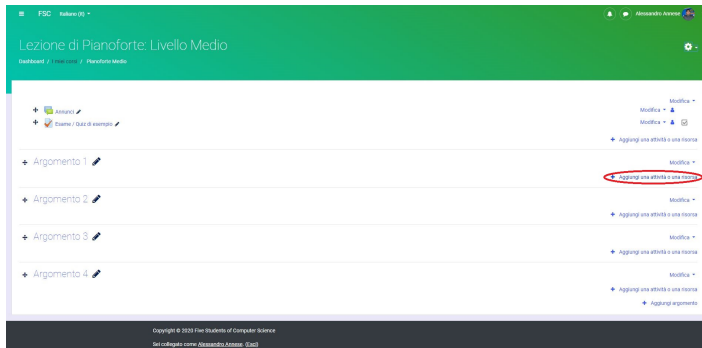 FSC Italiano (it)
Alessandro Annese
Lezione di Pianoforte: Livello Medio
Dashboard / I miei corsi / Pianoforte Medio
Modifica
Annunci Modifica
Esame / Quiz di esempio Modifica
+ Aggiungi una attività o una risorsa
Argomento 1 Modifica
+ Aggiungi una attività o una risorsa
Argomento 2 Modifica
+ Aggiungi una attività o una risorsa
Argomento 3 Modifica
+ Aggiungi una attività o una risorsa
Argomento 4 Modifica
+ Aggiungi una attività o una risorsa
+ Aggiungi argomento
Copyright © 2020 Five Students of Computer Science
Sei collegato come Alessandro Annese. (Esci)